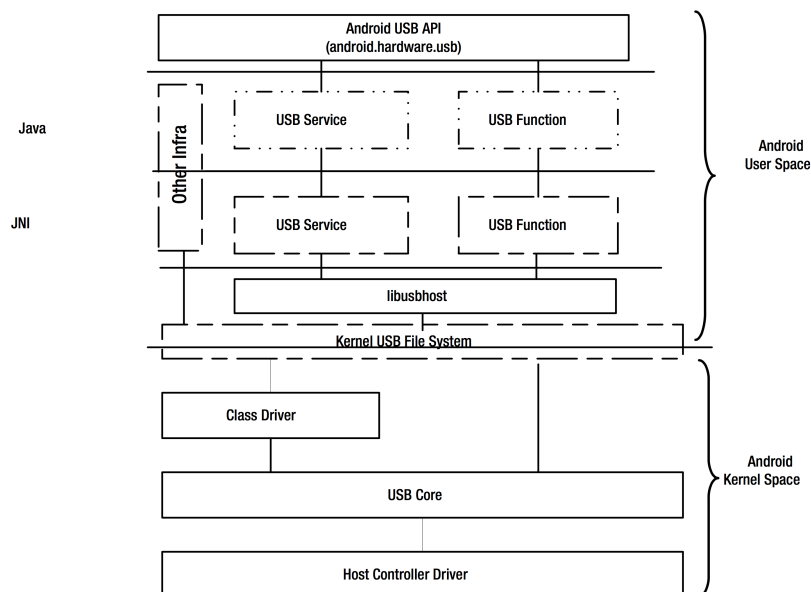 Android USB API
(android.hardware.usb)
Java
Other Infra
USB Service
USB Function
Android
User Space
JNI
USB Service
USB Function
libusbhost
Kernel USB File System
Class Driver
Android
Kernel Space
USB Core
Host Controller Driver